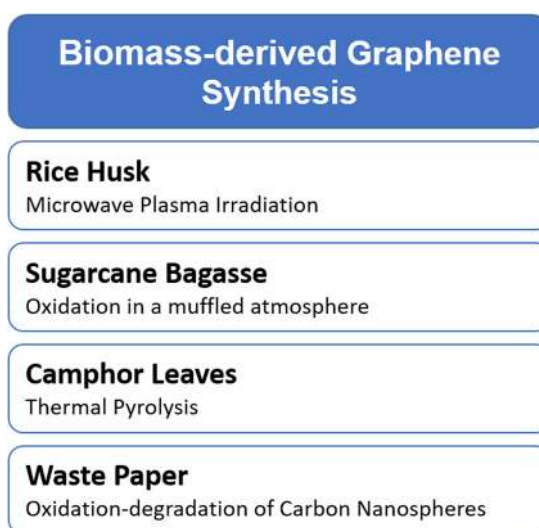 Biomass-derived Graphene
Synthesis
Rice Husk
Microwave Plasma Irradiation
Sugarcane Bagasse
Oxidation in a muffled atmosphere
Camphor Leaves
Thermal Pyrolysis
Waste Paper
Oxidation-degradation of Carbon Nanospheres